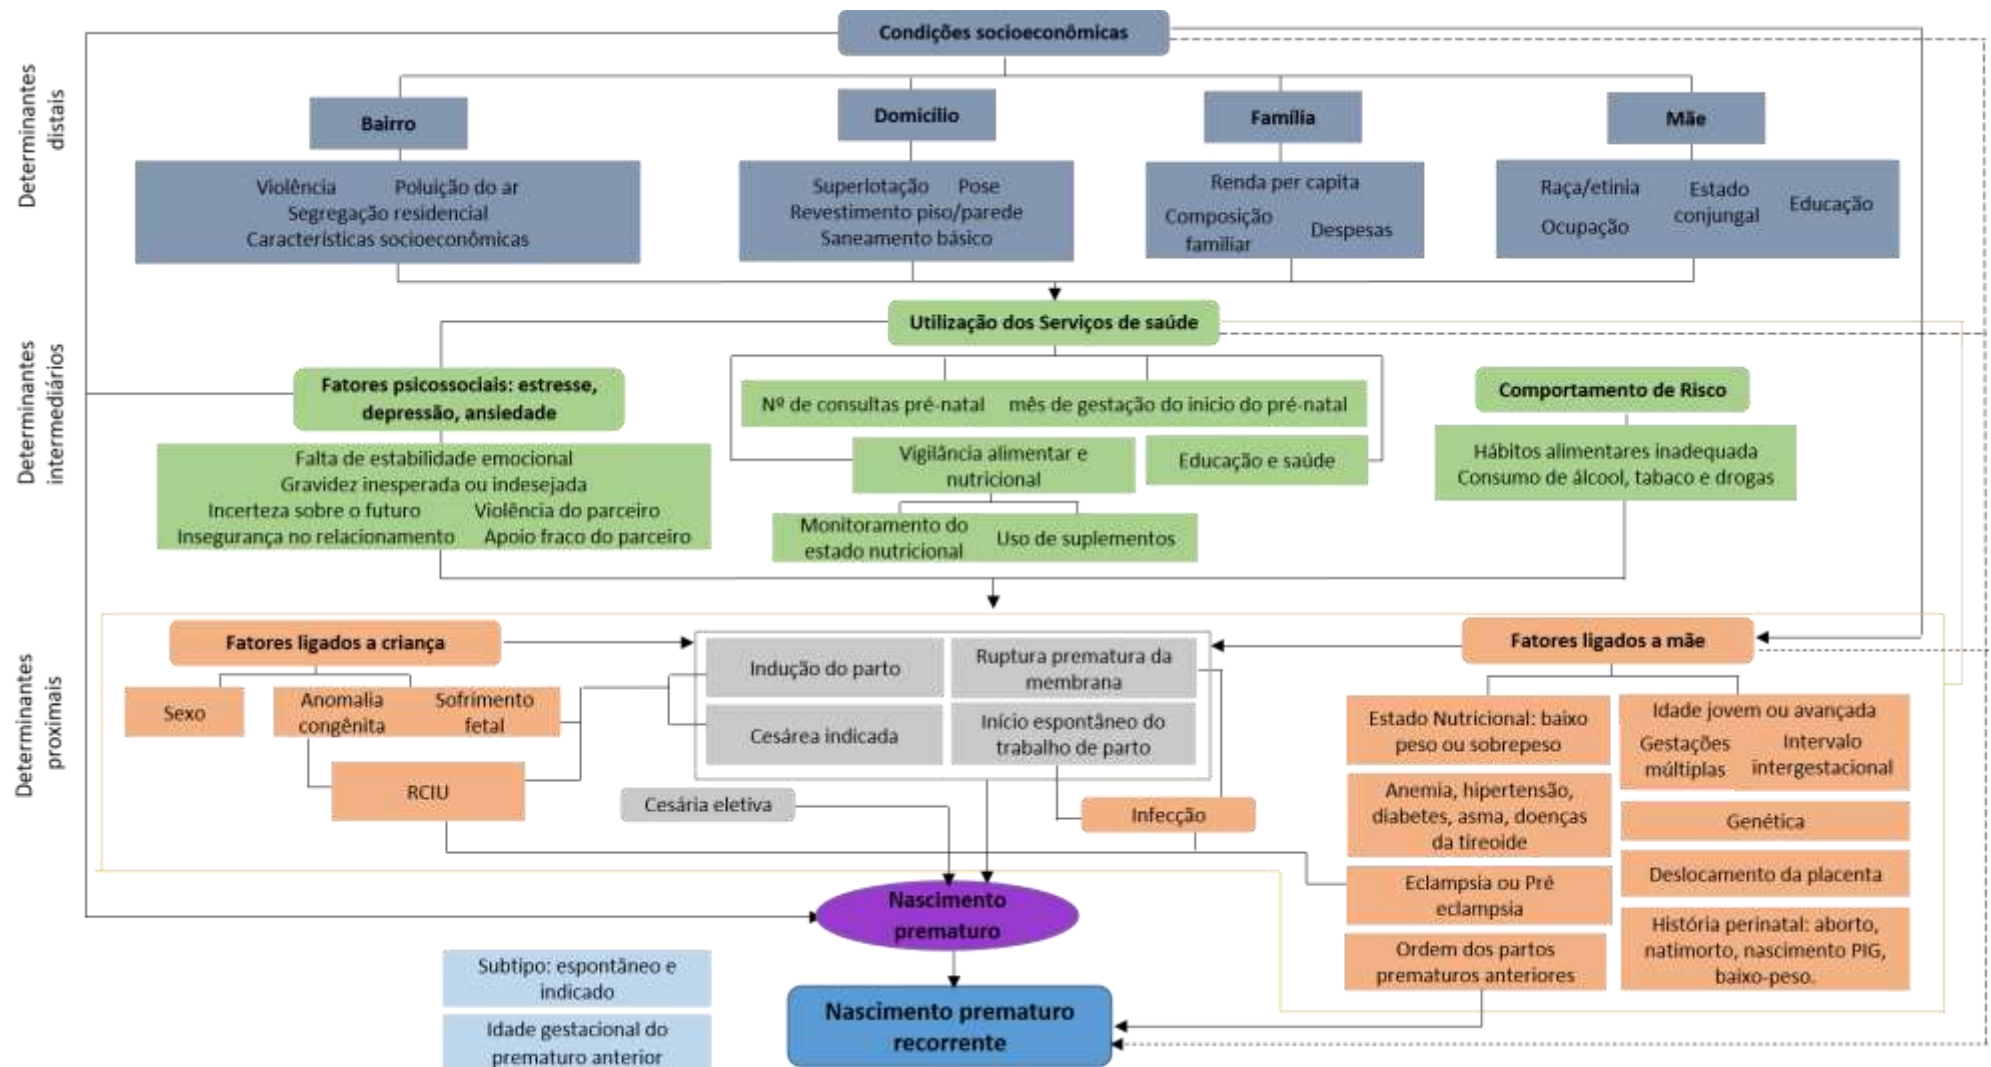 Condições socioeconômicas
Determinantes
distais
Bairro
Domicílio
Família
Mãe
Violência Poluição do ar
Segregação residencial
Características socioeconômicas
Superlotação Pose
Revestimento piso/parede
Saneamento básico
Renda per capita
Composição
familiar
Despesas
Raça/etinia
Ocupação
Estado
conjungal
Educação
Determinantes
intermediários
Utilização dos Serviços de saúde
Fatores psicossociais: estresse,
depressão, ansiedade
Falta de estabilidade emocional
Gravidez inesperada ou indesejada
Incerteza sobre o futuro Violência do parceiro
Insegurança no relacionamento Apoio fraco do parceiro
Nº de consultas pré-natal mês de gestação do inicio do pré-natal
Vigilância alimentar e
nutricional
Educação e saúde
Monitoramento do
estado nutricional
Uso de suplementos
Comportamento de Risco
Hábitos alimentares inadequada
Consumo de álcool, tabaco e drogas
Determinantes
proximais
Fatores ligados a criança
Sexo
Anomalia
congênita
Sofrimento
fetal
RCIU
Indução do parto
Ruptura prematura da
membrana
Cesárea indicada
Início espontâneo do
trabalho de parto
Cesária eletiva
Infecção
Fatores ligados a mãe
Estado Nutricional: baixo
peso ou sobrepeso
Anemia, hipertensão,
diabetes, asma, doenças
da tireoide
Eclampsia ou Pré
eclampsia
Ordem dos partos
prematuros anteriores
Idade jovem ou avançada
Gestações
múltiplas
Intervalo
intergestacional
Genética
Deslocamento da placenta
História perinatal: aborto,
natimorto, nascimento PIG,
baixo-peso.
Nascimento
prematuro
Subtipo: espontâneo e
indicado
Idade gestacional do
prematuro anterior
Nascimento prematuro
recorrente